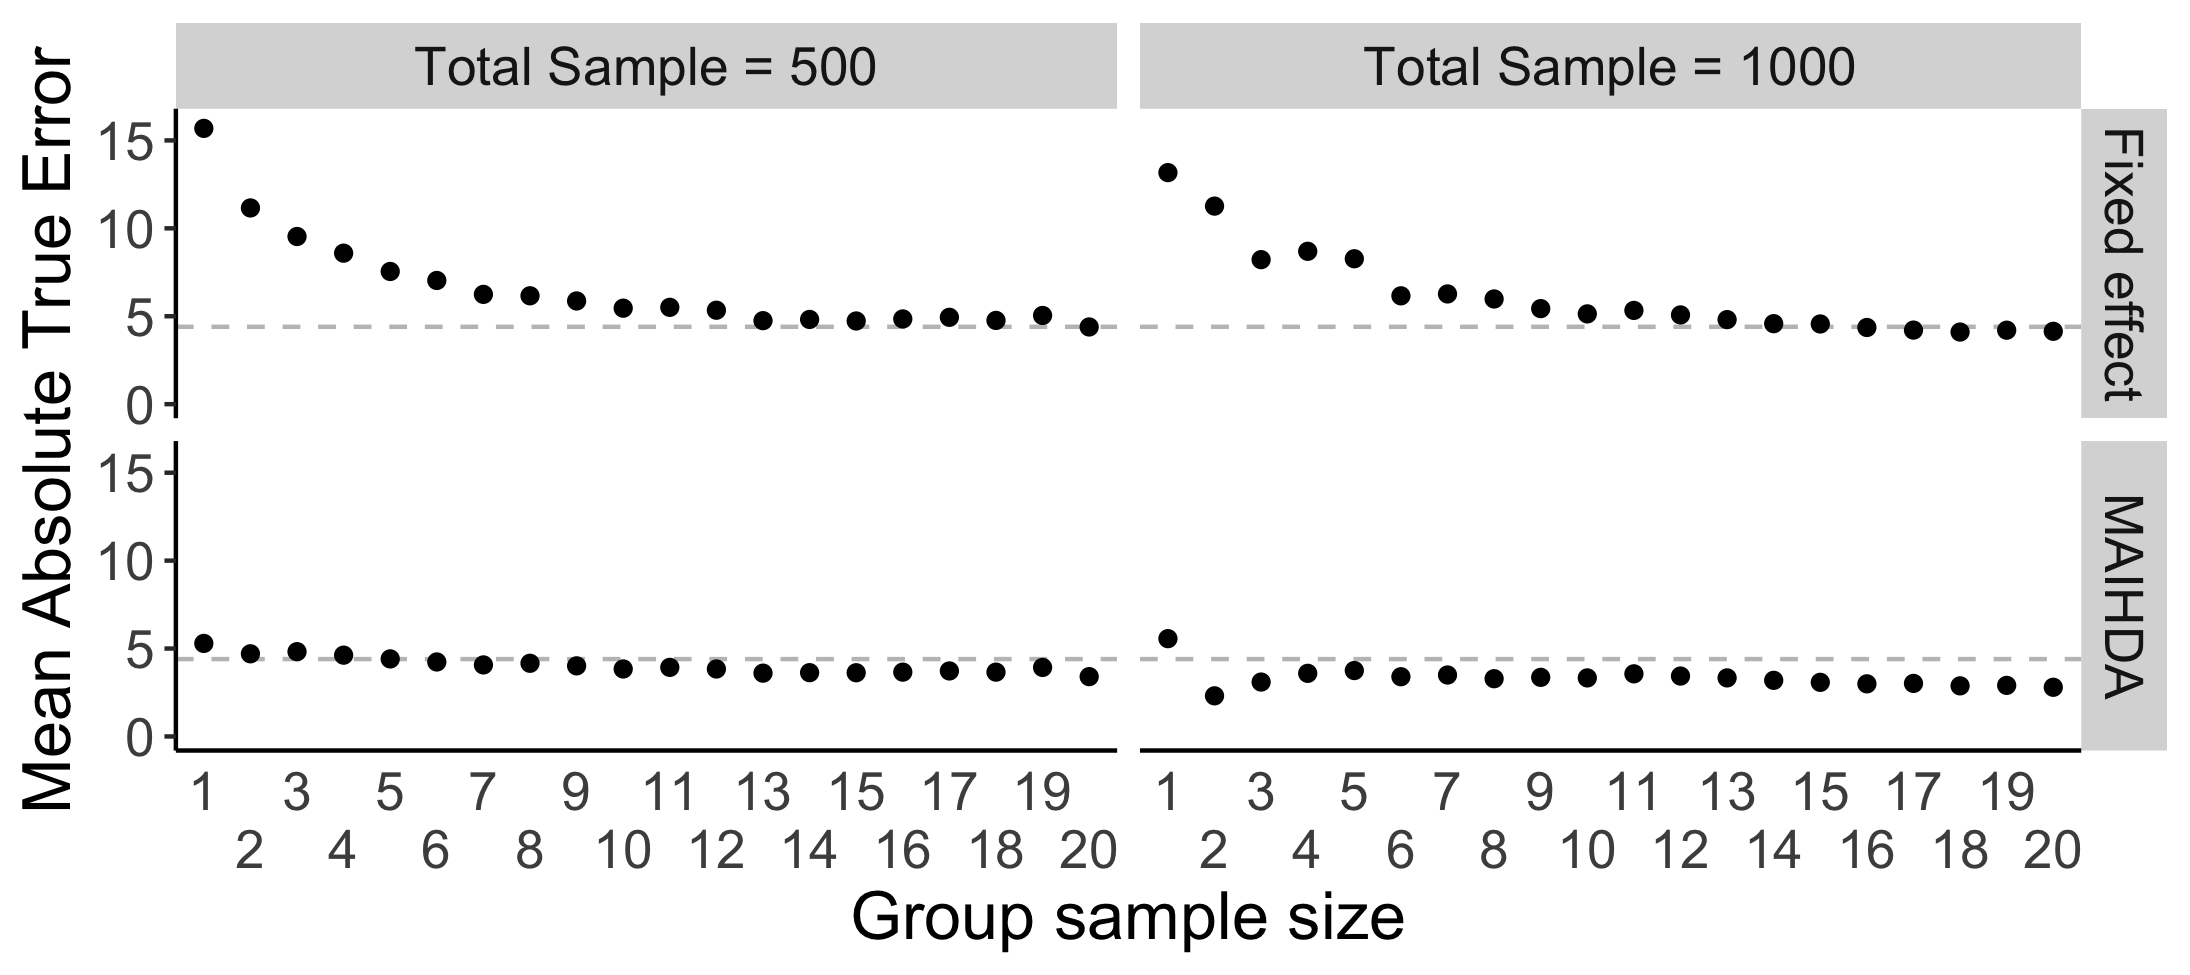 Total Sample = 500
Total Sample = 1000
Mean Absolute True Error
15
10
5
0
Fixed effect
15
10
5
0
MAIHDA
1 3 5 7 9 11 13 15 17 19
2 4 6 8 10 12 14 16 18 20
1 3 5 7 9 11 13 15 17 19
2 4 6 8 10 12 14 16 18 20
Group sample size